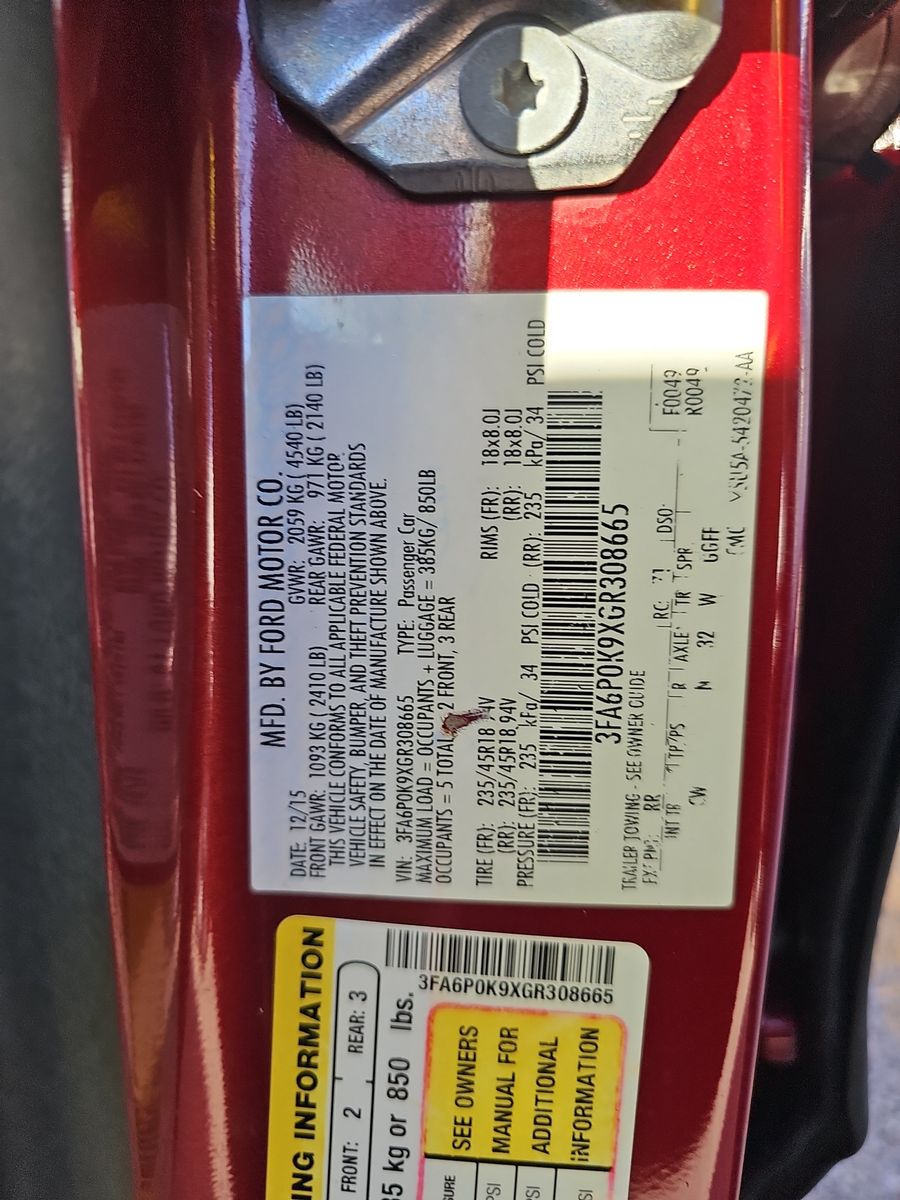 MFD. BY FORD MOTOR CO.
DATE: 12/15 GVWR: 2059 KG ( 4540 LB)
FRONT GAWR: 1093 KG ( 2410 LB) REAR GAWR: 971 KG ( 2140 LB)
THIS VEHICLE CONFORMS TO ALL APPLICABLE FEDERAL MOTOR
VEHICLE SAFETY, BUMPER, AND THEFT PREVENTION STANDARDS
IN EFFECT ON THE DATE OF MANUFACTURE SHOWN ABOVE.
VIN: 3FA6P0K9XGR308665 TYPE: Passenger Car
MAXIMUM LOAD = OCCUPANTS + LUGGAGE = 385KG/ 850LB
OCCUPANTS = 5 TOTAL 2 FRONT, 3 REAR
TIRE (FR): 235/45R18 94V RIMS (FR): 18x8.0J
(RR): 235/45R18 94V (RR): 18x8.0J
PRESSURE (FR): 235 kPa/ 34 PSI COLD (RR): 235 kPa/ 34 PSI COLD
3FA6P0K9XGR308665
TRAILER TOWING - SEE OWNER GUIDE
RR RC: 71 DSO: F0049
R0049
INT TR TP/PS R AXLE TR SPR
CW 32 W GGFF
3FA6P0K9XGR308665
ING INFORMATION
FRONT: 2 REAR: 3
85 kg or 850 lbs.
SEE OWNERS
MANUAL FOR
ADDITIONAL
INFORMATION